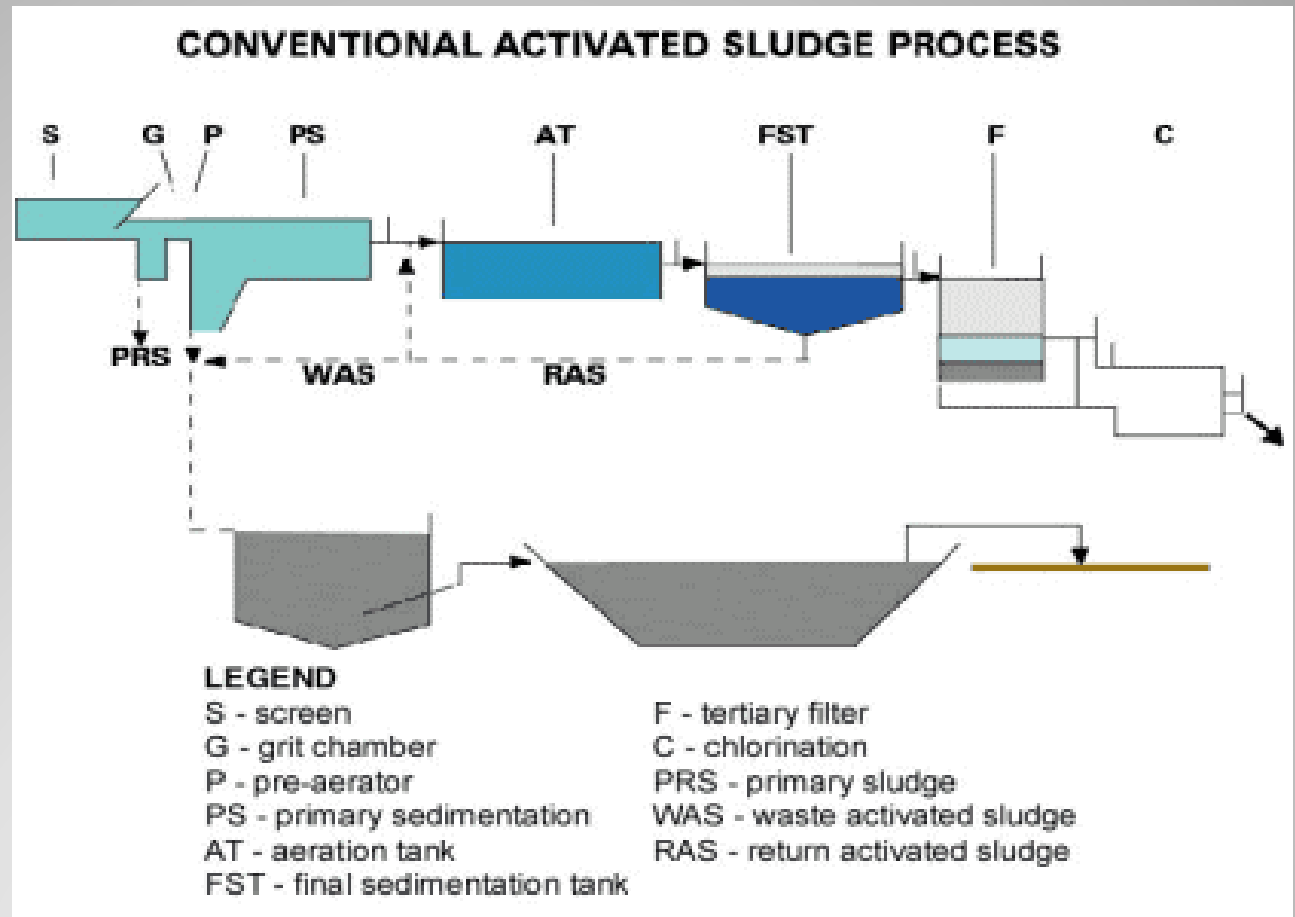 CONVENTIONAL ACTIVATED SLUDGE PROCESS
S G P PS AT FST F C
PRS WAS RAS
LEGEND
S - screen
G - grit chamber
P - pre-aerator
PS - primary sedimentation
AT - aeration tank
FST - final sedimentation tank
F - tertiary filter
C - chlorination
PRS - primary sludge
WAS - waste activated sludge
RAS - return activated sludge